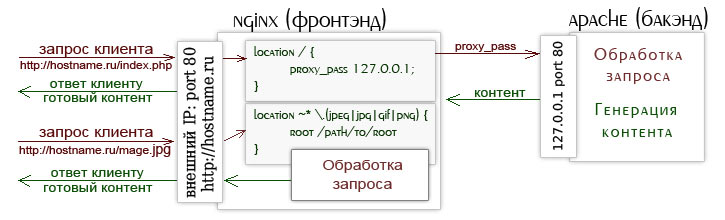 nginx (фронтэнд)
Apache (бакэнд)
запрос клиента
http://hostname.ru/index.php
ответ клиенту
готовый контент
запрос клиента
http://hostname.ru/mage.jpg
ответ клиенту
готовый контент
внешний IP: port 80
http://hostname.ru
location / {
proxy_pass 127.0.0.1;
}
location ~* \.(jpeg|jpg|gif|png) {
root /path/to/root
}
Обработка
запроса
proxy_pass
контент
127.0.0.1 port 80
Обработка
запроса
Генерация
контента